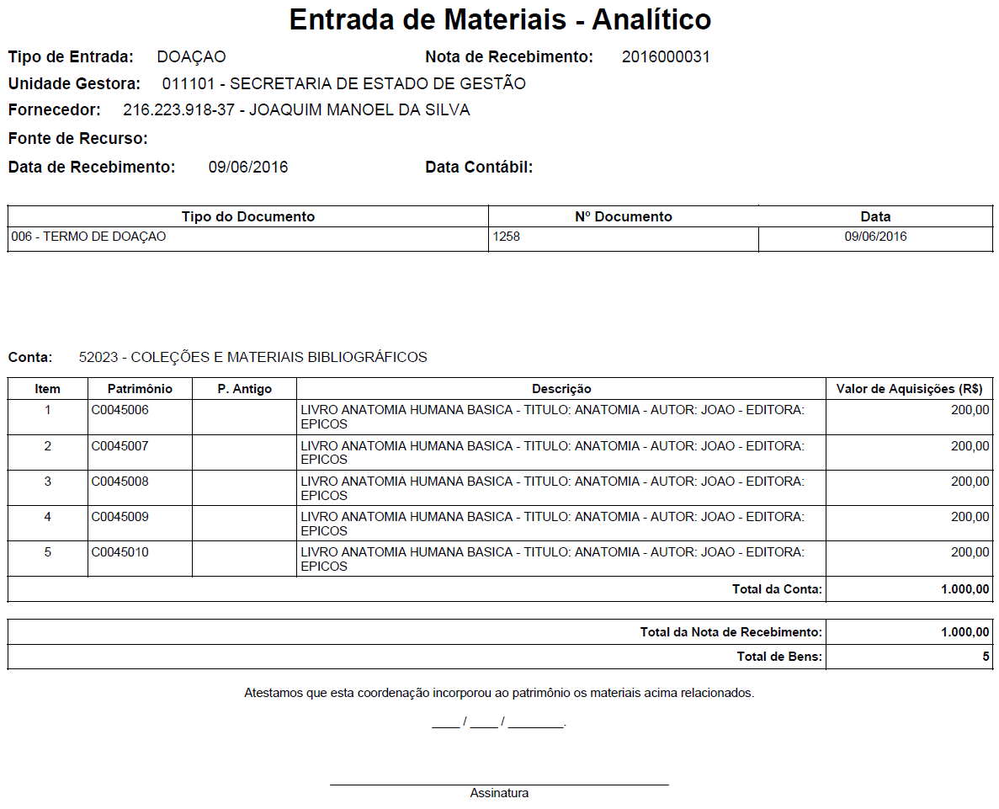 Entrada de Materiais - Analítico
Tipo de Entrada: DOAÇAO Nota de Recebimento: 2016000031
Unidade Gestora: 011101 - SECRETARIA DE ESTADO DE GESTÃO
Fornecedor: 216.223.918-37 - JOAQUIM MANOEL DA SILVA
Fonte de Recurso:
Data de Recebimento: 09/06/2016 Data Contábil:
Tipo do Documento Nº Documento Data
006 - TERMO DE DOAÇAO 1258 09/06/2016
Conta: 52023 - COLEÇÕES E MATERIAIS BIBLIOGRÁFICOS
Item Patrimônio P. Antigo Descrição Valor de Aquisições (R$)
1 C0045006 LIVRO ANATOMIA HUMANA BASICA - TITULO: ANATOMIA - AUTOR: JOAO - EDITORA: 200,00
EPICOS
2 C0045007 LIVRO ANATOMIA HUMANA BASICA - TITULO: ANATOMIA - AUTOR: JOAO - EDITORA: 200,00
EPICOS
3 C0045008 LIVRO ANATOMIA HUMANA BASICA - TITULO: ANATOMIA - AUTOR: JOAO - EDITORA: 200,00
EPICOS
4 C0045009 LIVRO ANATOMIA HUMANA BASICA - TITULO: ANATOMIA - AUTOR: JOAO - EDITORA: 200,00
EPICOS
5 C0045010 LIVRO ANATOMIA HUMANA BASICA - TITULO: ANATOMIA - AUTOR: JOAO - EDITORA: 200,00
EPICOS
Total da Conta: 1.000,00
Total da Nota de Recebimento: 1.000,00
Total de Bens: 5
Atestamos que esta coordenação incorporou ao patrimônio os materiais acima relacionados.
____ / ____ / ________.
Assinatura